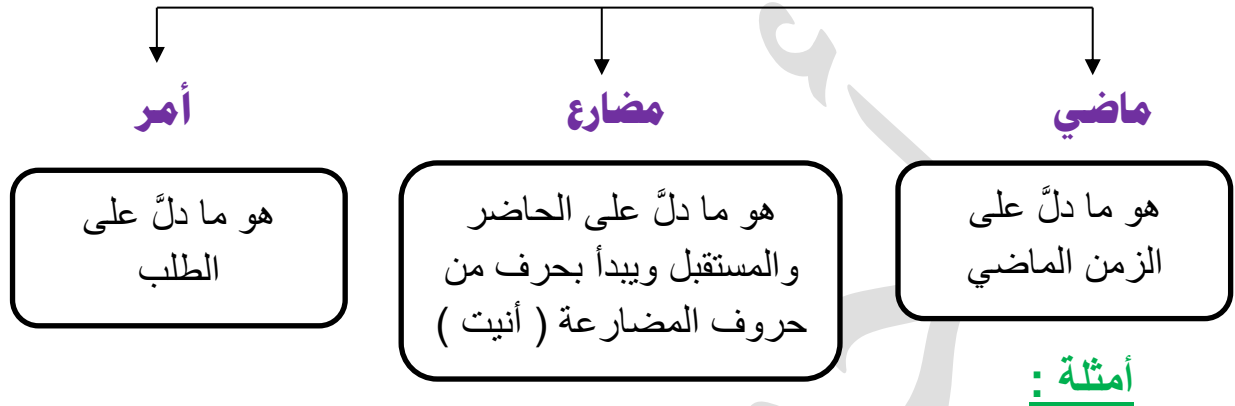 ماضي
مضارع
أمر
هو ما دلَّ على
الزمن الماضي
هو ما دلَّ على الحاضر
والمستقبل ويبدأ بحرف من
حروف المضارعة ( أنيت )
هو ما دلَّ على
الطلب
أمثلة :